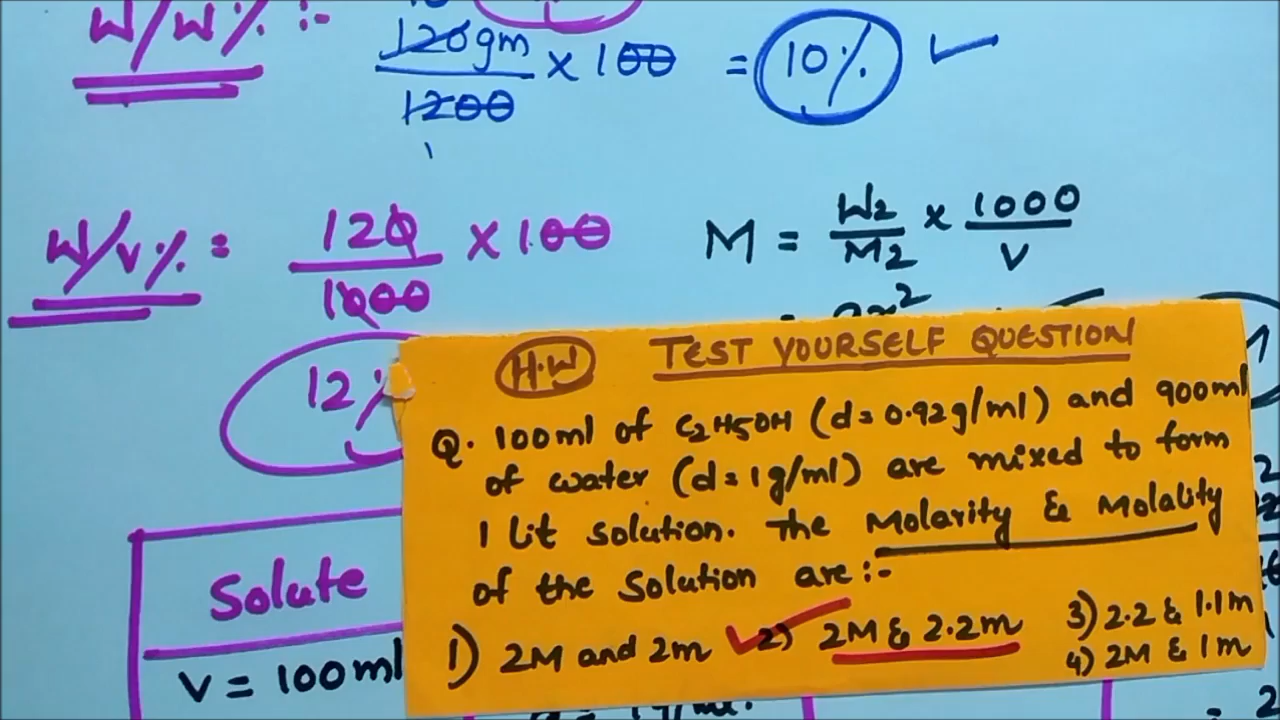 W/W% :-
120gm
1200
× 100 = 10% ✓
W/V% =
120
1000
× 100
12%
M = W2/M2 × 1000/V
H.W TEST YOURSELF QUESTION
Q. 100ml of C2H5OH (d=0.92g/ml) and 900ml
of water (d=1g/ml) are mixed to form
1 lit solution. The Molarity & Molality
of the solution are:-
1) 2M and 2m 2) 2M & 2.2m
3) 2.2 & 1.1m
4) 2M & 1m
Solute
V = 100ml